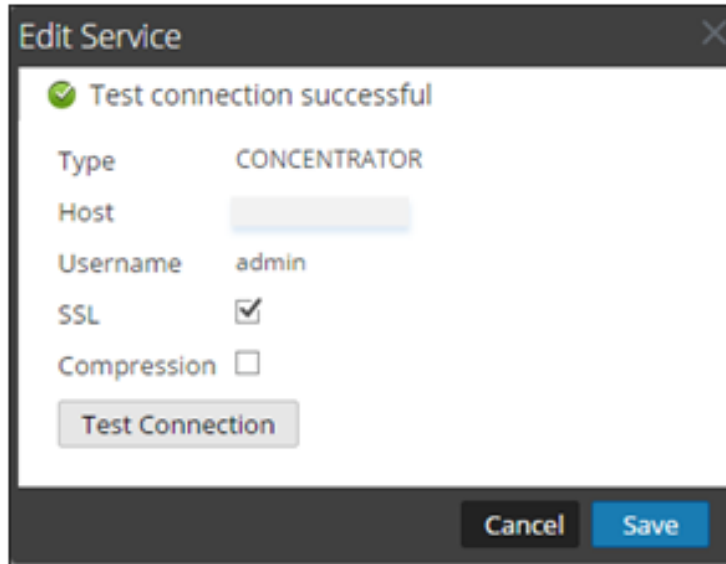 Edit Service
Test connection successful
Type CONCENTRATOR
Host
Username admin
SSL
Compression
Test Connection
Cancel Save